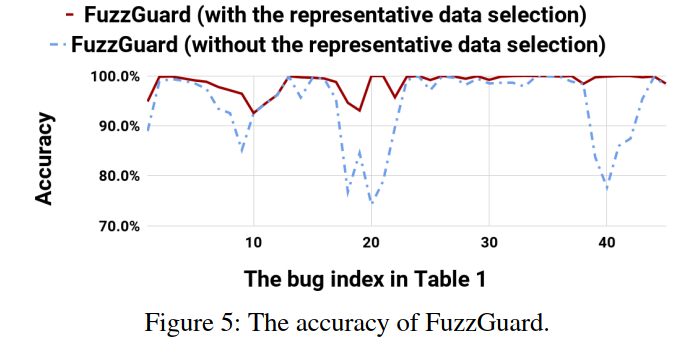 FuzzGuard (with the representative data selection)
FuzzGuard (without the representative data selection)
100.0%
90.0%
80.0%
70.0%
Accuracy
10 20 30 40
The bug index in Table 1
Figure 5: The accuracy of FuzzGuard.